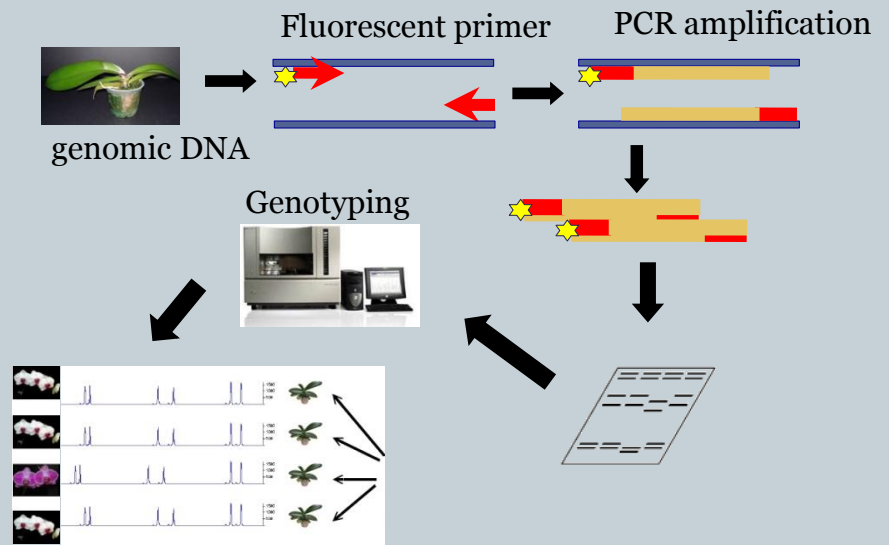 Fluorescent primer
PCR amplification
genomic DNA
Genotyping